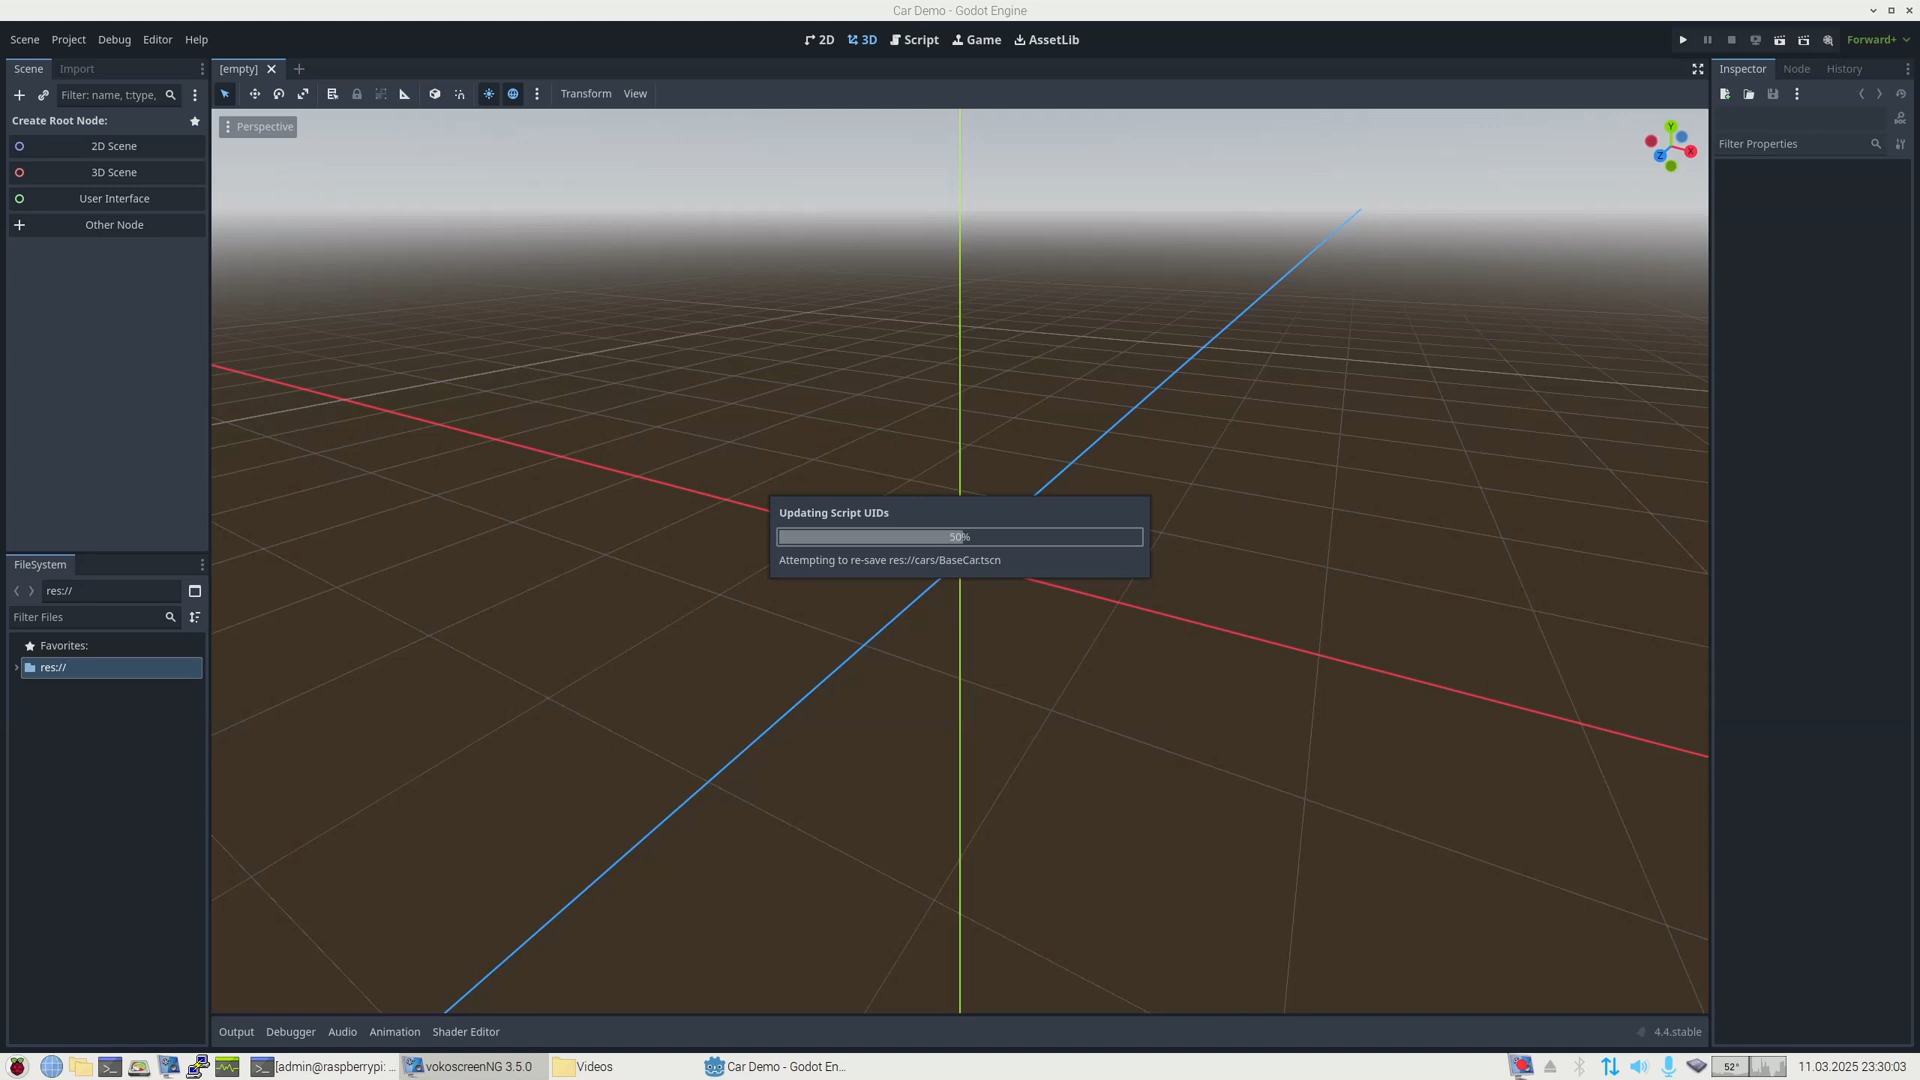 Car Demo - Godot Engine
Scene Project Debug Editor Help
2D 3D Script Game AssetLib
Forward+
Scene Import
[empty]
Inspector Node History
Filter: name, t:type,
Transform View
Create Root Node:
Perspective
Y
X
Z
DOC
Filter Properties
2D Scene
3D Scene
User Interface
Other Node
Updating Script UIDs
50%
Attempting to re-save res://cars/BaseCar.tscn
FileSystem
res://
Filter Files
Favorites:
res://
Output Debugger Audio Animation Shader Editor
4.4.stable
[admin@raspberrypi: ...
vokoscreenNG 3.5.0
Videos
Car Demo - Godot En...
52°
11.03.2025 23:30:03